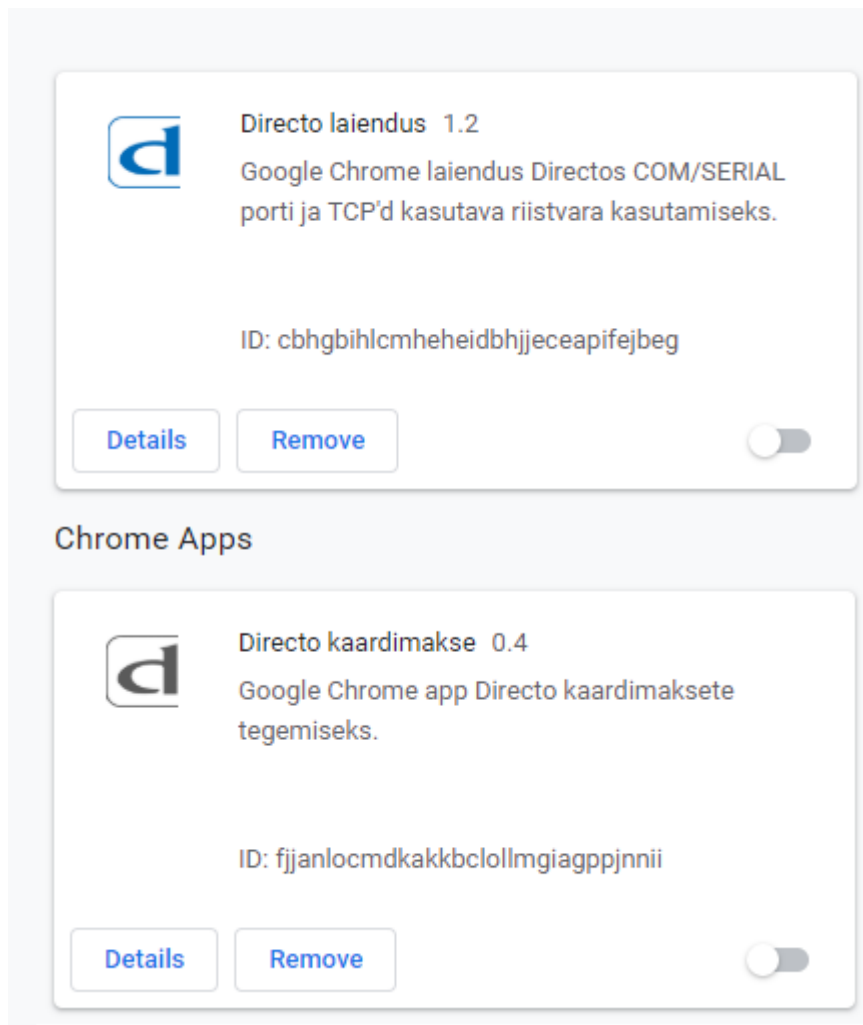 Directo laiendus 1.2
Google Chrome laiendus Directos COM/SERIAL
porti ja TCP'd kasutava riistvara kasutamiseks.
ID: cbhgbihlcmheheidbhjjeceapifejbeg
Details Remove
Chrome Apps
Directo kaardimakse 0.4
Google Chrome app Directo kaardimaksete
tegemiseks.
ID: fjjanlocmdkakkbclollmgiagppjnnii
Details Remove